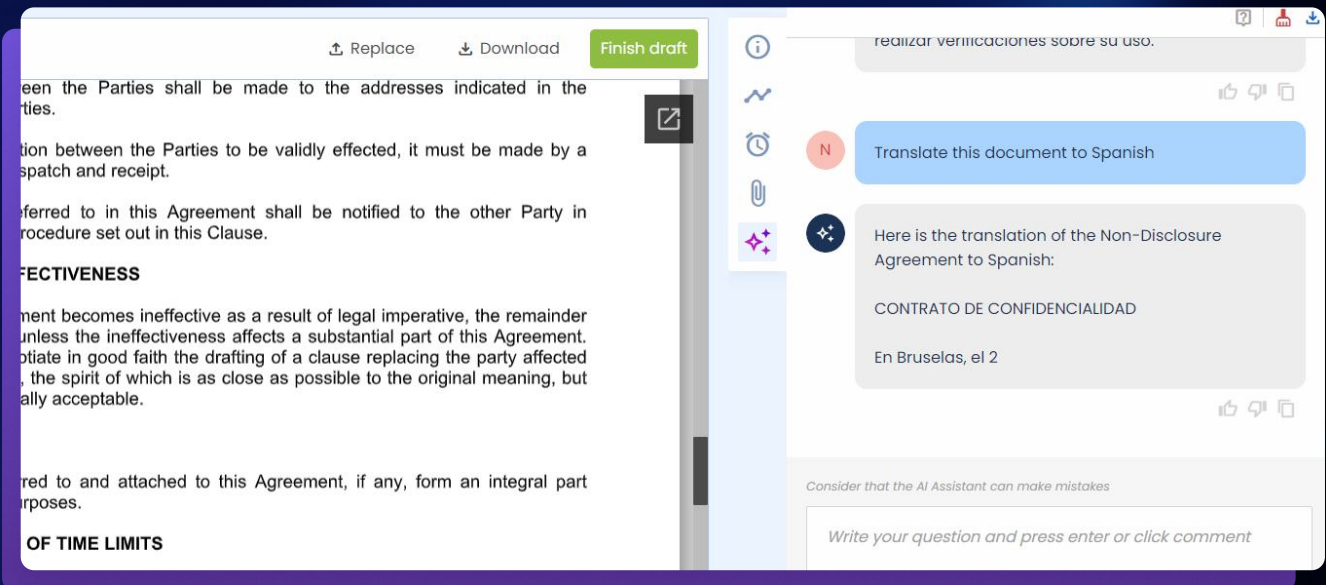 Replace
Download
Finish draft
een the Parties shall be made to the addresses indicated in the
ties.
tion between the Parties to be validly effected, it must be made by a
spatch and receipt.
eferred to in this Agreement shall be notified to the other Party in
rocedure set out in this Clause.
FECTIVENESS
ment becomes ineffective as a result of legal imperative, the remainder
unless the ineffectiveness affects a substantial part of this Agreement.
otiate in good faith the drafting of a clause replacing the party affected
, the spirit of which is as close as possible to the original meaning, but
ally acceptable.
red to and attached to this Agreement, if any, form an integral part
rposes.
OF TIME LIMITS
realizar verificaciones sobre su uso.
N
Translate this document to Spanish
Here is the translation of the Non-Disclosure
Agreement to Spanish:
CONTRATO DE CONFIDENCIALIDAD
En Bruselas, el 2
Consider that the AI Assistant can make mistakes
Write your question and press enter or click comment